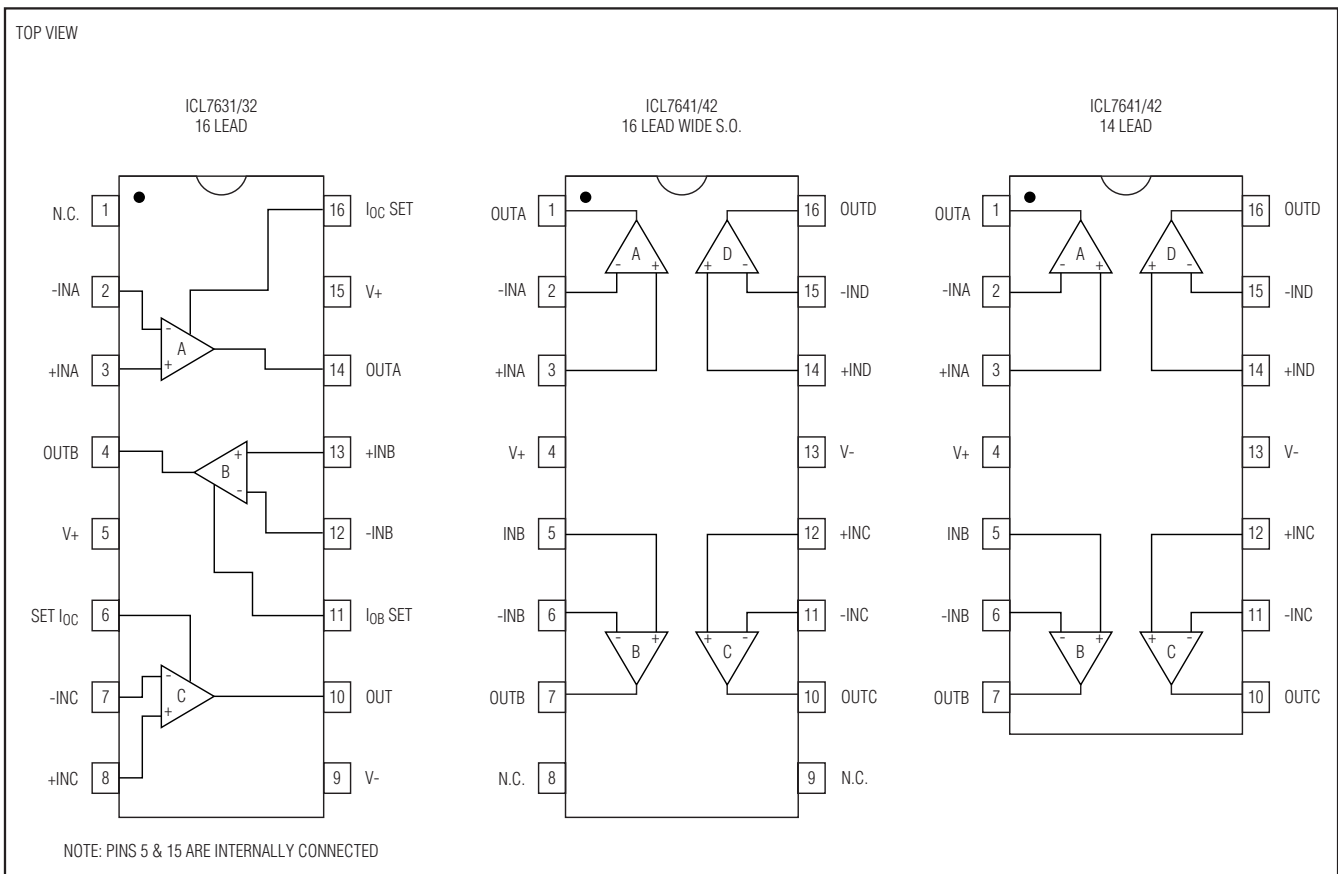 TOP VIEW
ICL7631/32
16 LEAD
N.C. 1
-INA 2
+INA 3
OUTB 4
V+ 5
SET IOC 6
-INC 7
+INC 8
16 IOC SET
15 V+
14 OUTA
13 +INB
12 -INB
11 IOB SET
10 OUT
9 V-
- A +
+ B -
- C +
NOTE: PINS 5 & 15 ARE INTERNALLY CONNECTED
ICL7641/42
16 LEAD WIDE S.O.
OUTA 1
-INA 2
+INA 3
V+ 4
INB 5
-INB 6
OUTB 7
N.C. 8
16 OUTD
15 -IND
14 +IND
13 V-
12 +INC
11 -INC
10 OUTC
9 N.C.
- A +
+ D -
- B +
+ C -
ICL7641/42
14 LEAD
OUTA 1
-INA 2
+INA 3
V+ 4
INB 5
-INB 6
OUTB 7
16 OUTD
15 -IND
14 +IND
13 V-
12 +INC
11 -INC
10 OUTC
- A +
+ D -
- B +
+ C -